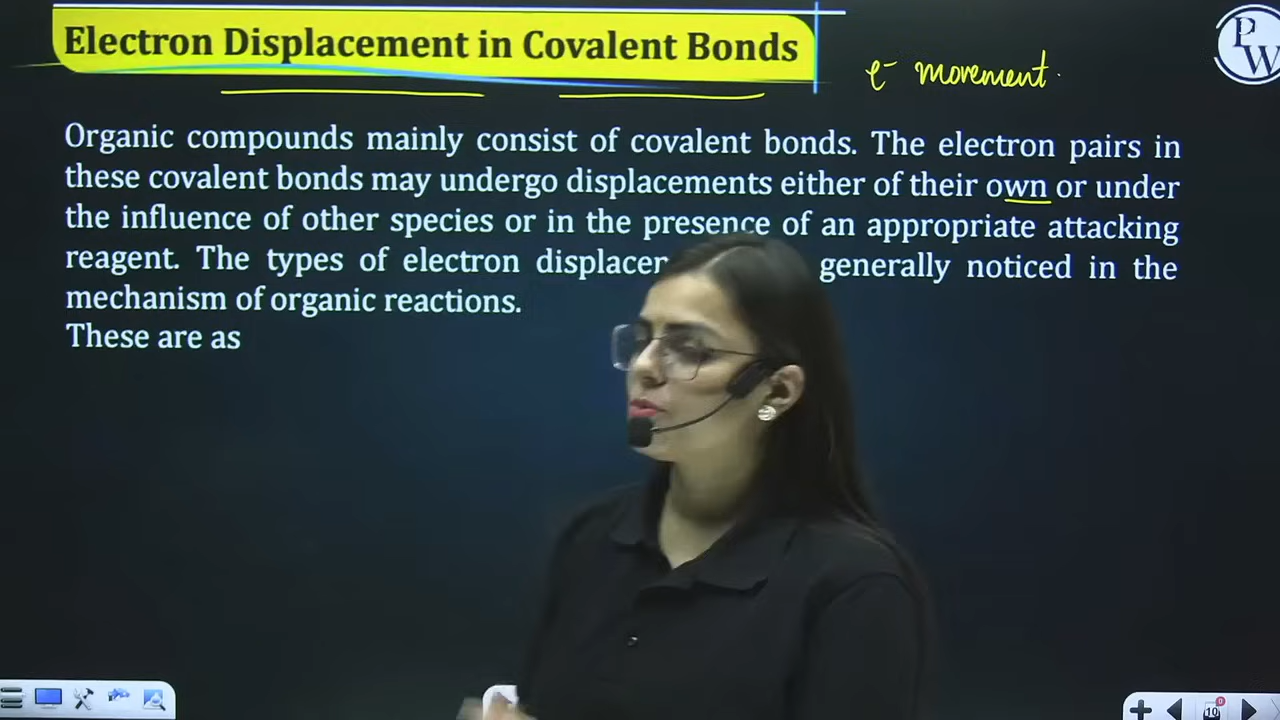 Electron Displacement in Covalent Bonds
e⁻ movement.
PW
Organic compounds mainly consist of covalent bonds. The electron pairs in
these covalent bonds may undergo displacements either of their own or under
the influence of other species or in the presence of an appropriate attacking
reagent. The types of electron displacem generally noticed in the
mechanism of organic reactions.
These are as
10